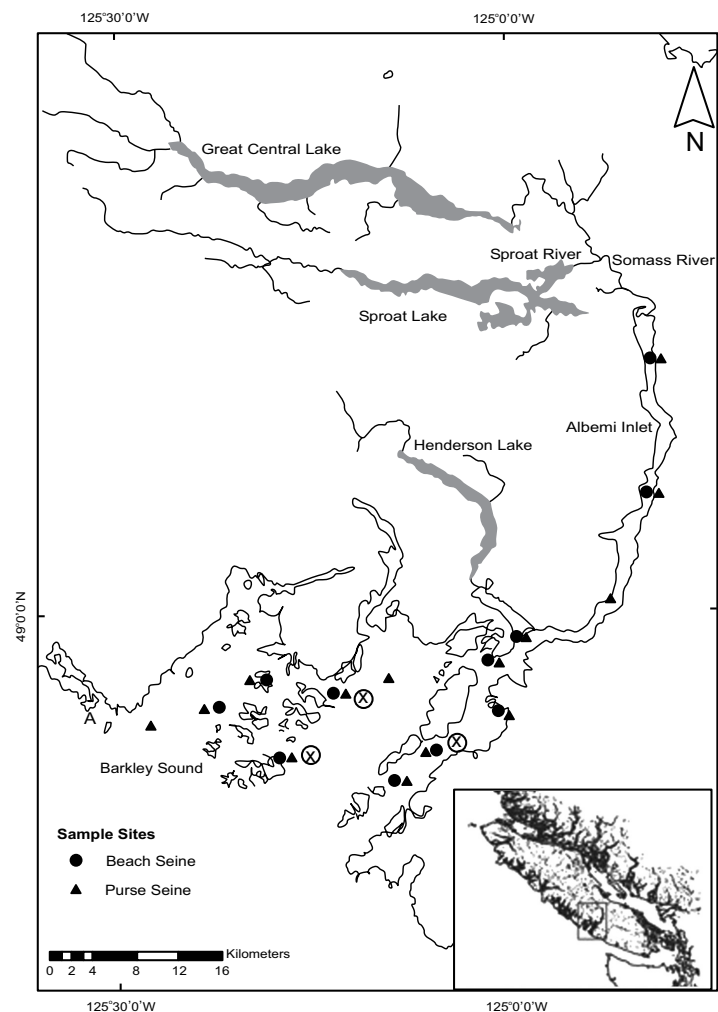 125°30'0"W 125°0'0"W
N
Great Central Lake
Sproat River
Somass River
Sproat Lake
Albemi Inlet
Henderson Lake
49°0'0"N
X
A
X
X
Barkley Sound
Sample Sites
Beach Seine
Purse Seine
Kilometers
0 2 4 8 12 16
125°30'0"W 125°0'0"W